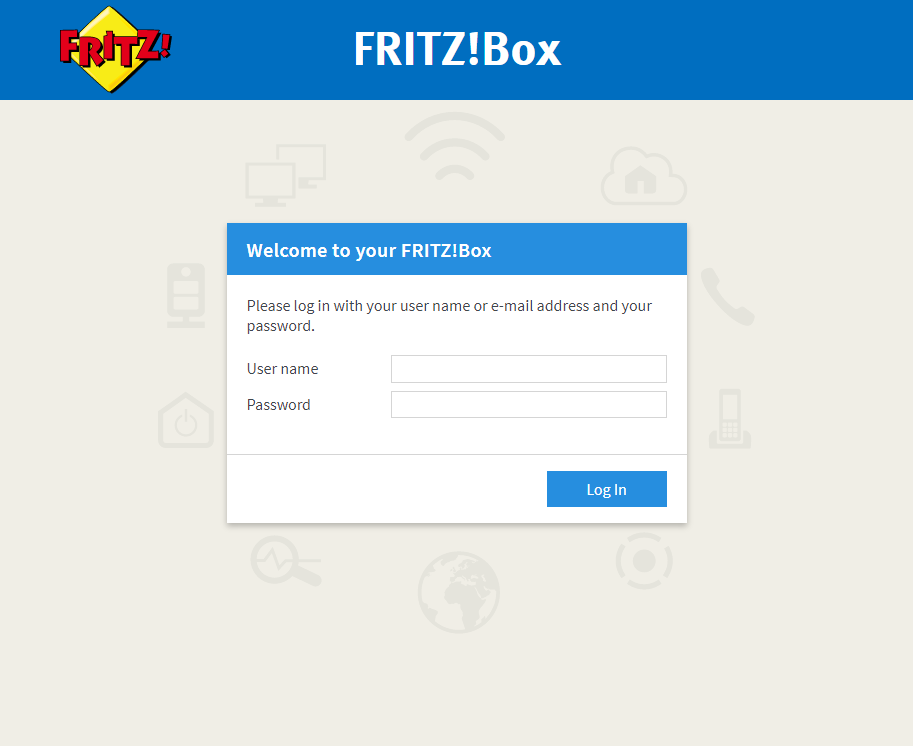 FRITZ!
FRITZ!Box
Welcome to your FRITZ!Box
Please log in with your user name or e-mail address and your
password.
User name
Password
Log In